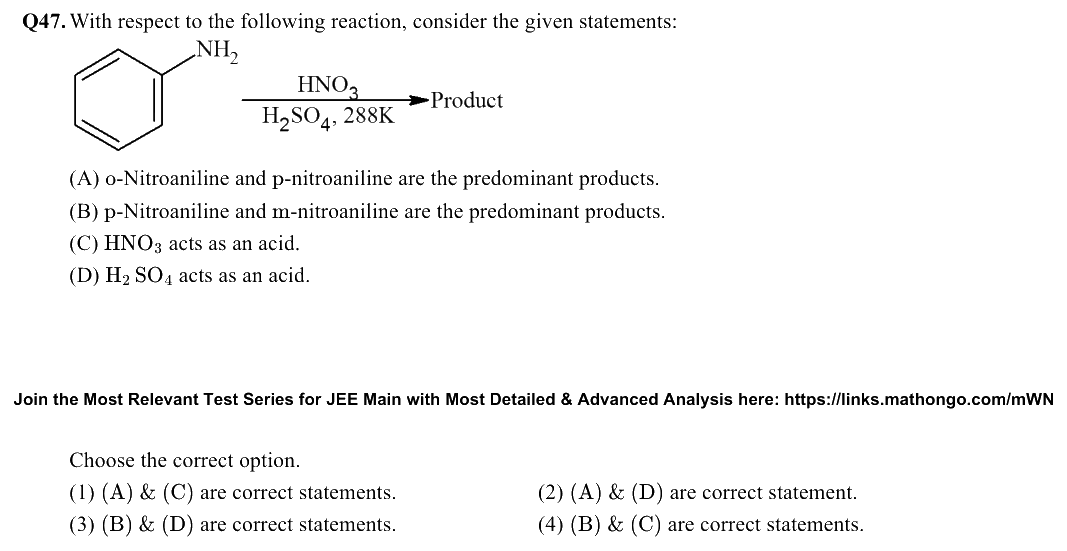 Q47. With respect to the following reaction, consider the given statements:
NH₂
HNO₃
H₂SO₄, 288K
Product
(A) o-Nitroaniline and p-nitroaniline are the predominant products.
(B) p-Nitroaniline and m-nitroaniline are the predominant products.
(C) HNO₃ acts as an acid.
(D) H₂ SO₄ acts as an acid.
Join the Most Relevant Test Series for JEE Main with Most Detailed & Advanced Analysis here: https://links.mathongo.com/mWN
Choose the correct option.
(1) (A) & (C) are correct statements.
(2) (A) & (D) are correct statement.
(3) (B) & (D) are correct statements.
(4) (B) & (C) are correct statements.